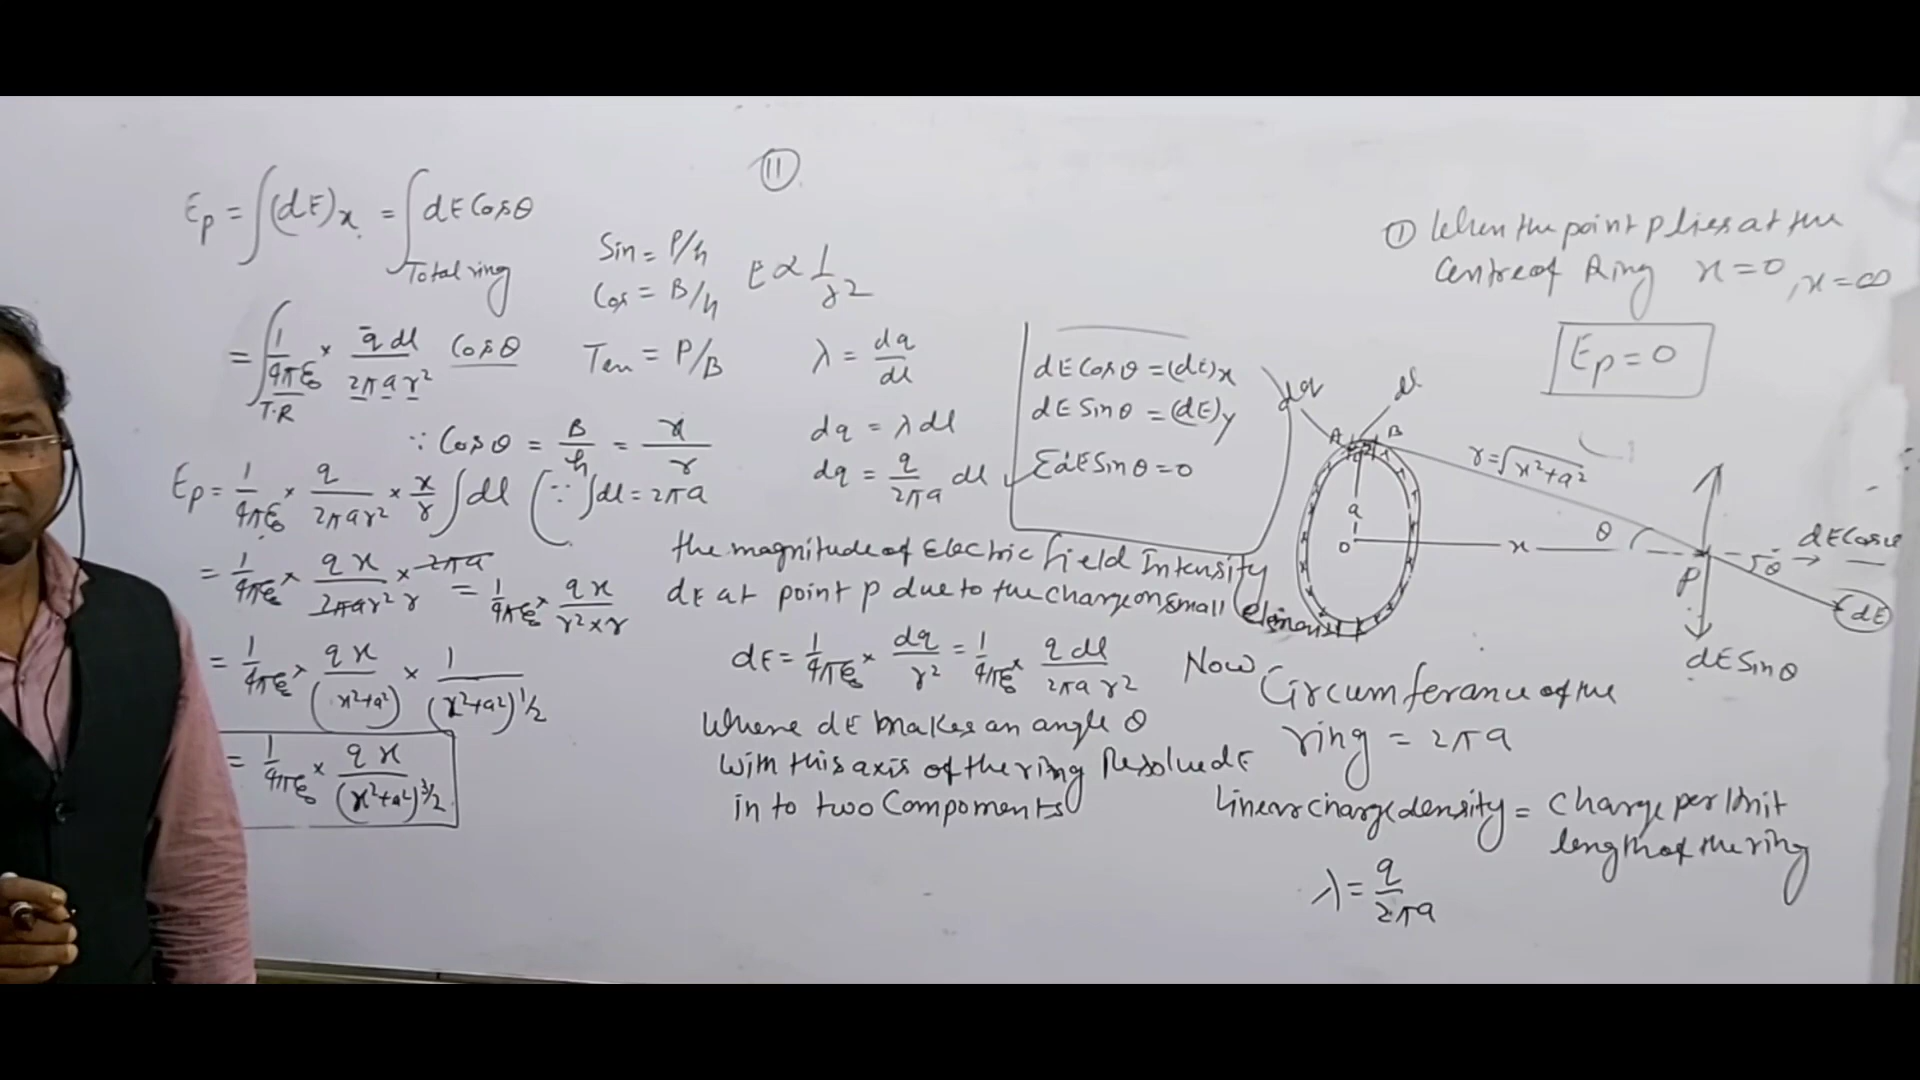 11
Ep = ∫(dE)x = ∫ dE Cosθ
Total ring
= ∫ 1/4πε₀ × q dl / 2πar² Cosθ
T.R
∵ Cosθ = B/h = x/r
Ep = 1/4πε₀ × q/2πar² × x/r ∫dl (∵ ∫dl = 2πa
= 1/4πε₀ × qx/2πar² r × 2πa = 1/4πε₀ × qx/r²×r
= 1/4πε₀ × qx/(x²+a²) × 1/(x²+a²)^1/2
= 1/4πε₀ × qx/(x²+a²)^3/2
Sin = P/h
Cos = B/h
Ten = P/B
E ∝ 1/r2
λ = dq/dl
dq = λ dl
dq = q/2πa dl
dE Cosθ = (dE)x
dE Sinθ = (dE)y
ΣdE Sinθ = 0
the magnitude of Electric field Intensity
dE at point p due to the charge on small element
dE = 1/4πε₀ × dq/r² = 1/4πε₀ × q dl/2πa r²
Where dE makes an angle θ
with this axis of the ring Resolve dE
in to two Components
① When the point p lies at the
Centre of Ring x = 0, x = ∞
Ep = 0
dq
dl
A
B
r = √x²+a²
a
o
x
θ
P
dE Cosθ
θ
dE
dE Sinθ
Now Circumferance of the
ring = 2πa
linear charge density = Charge per Unit
length of the ring
λ = q/2πa